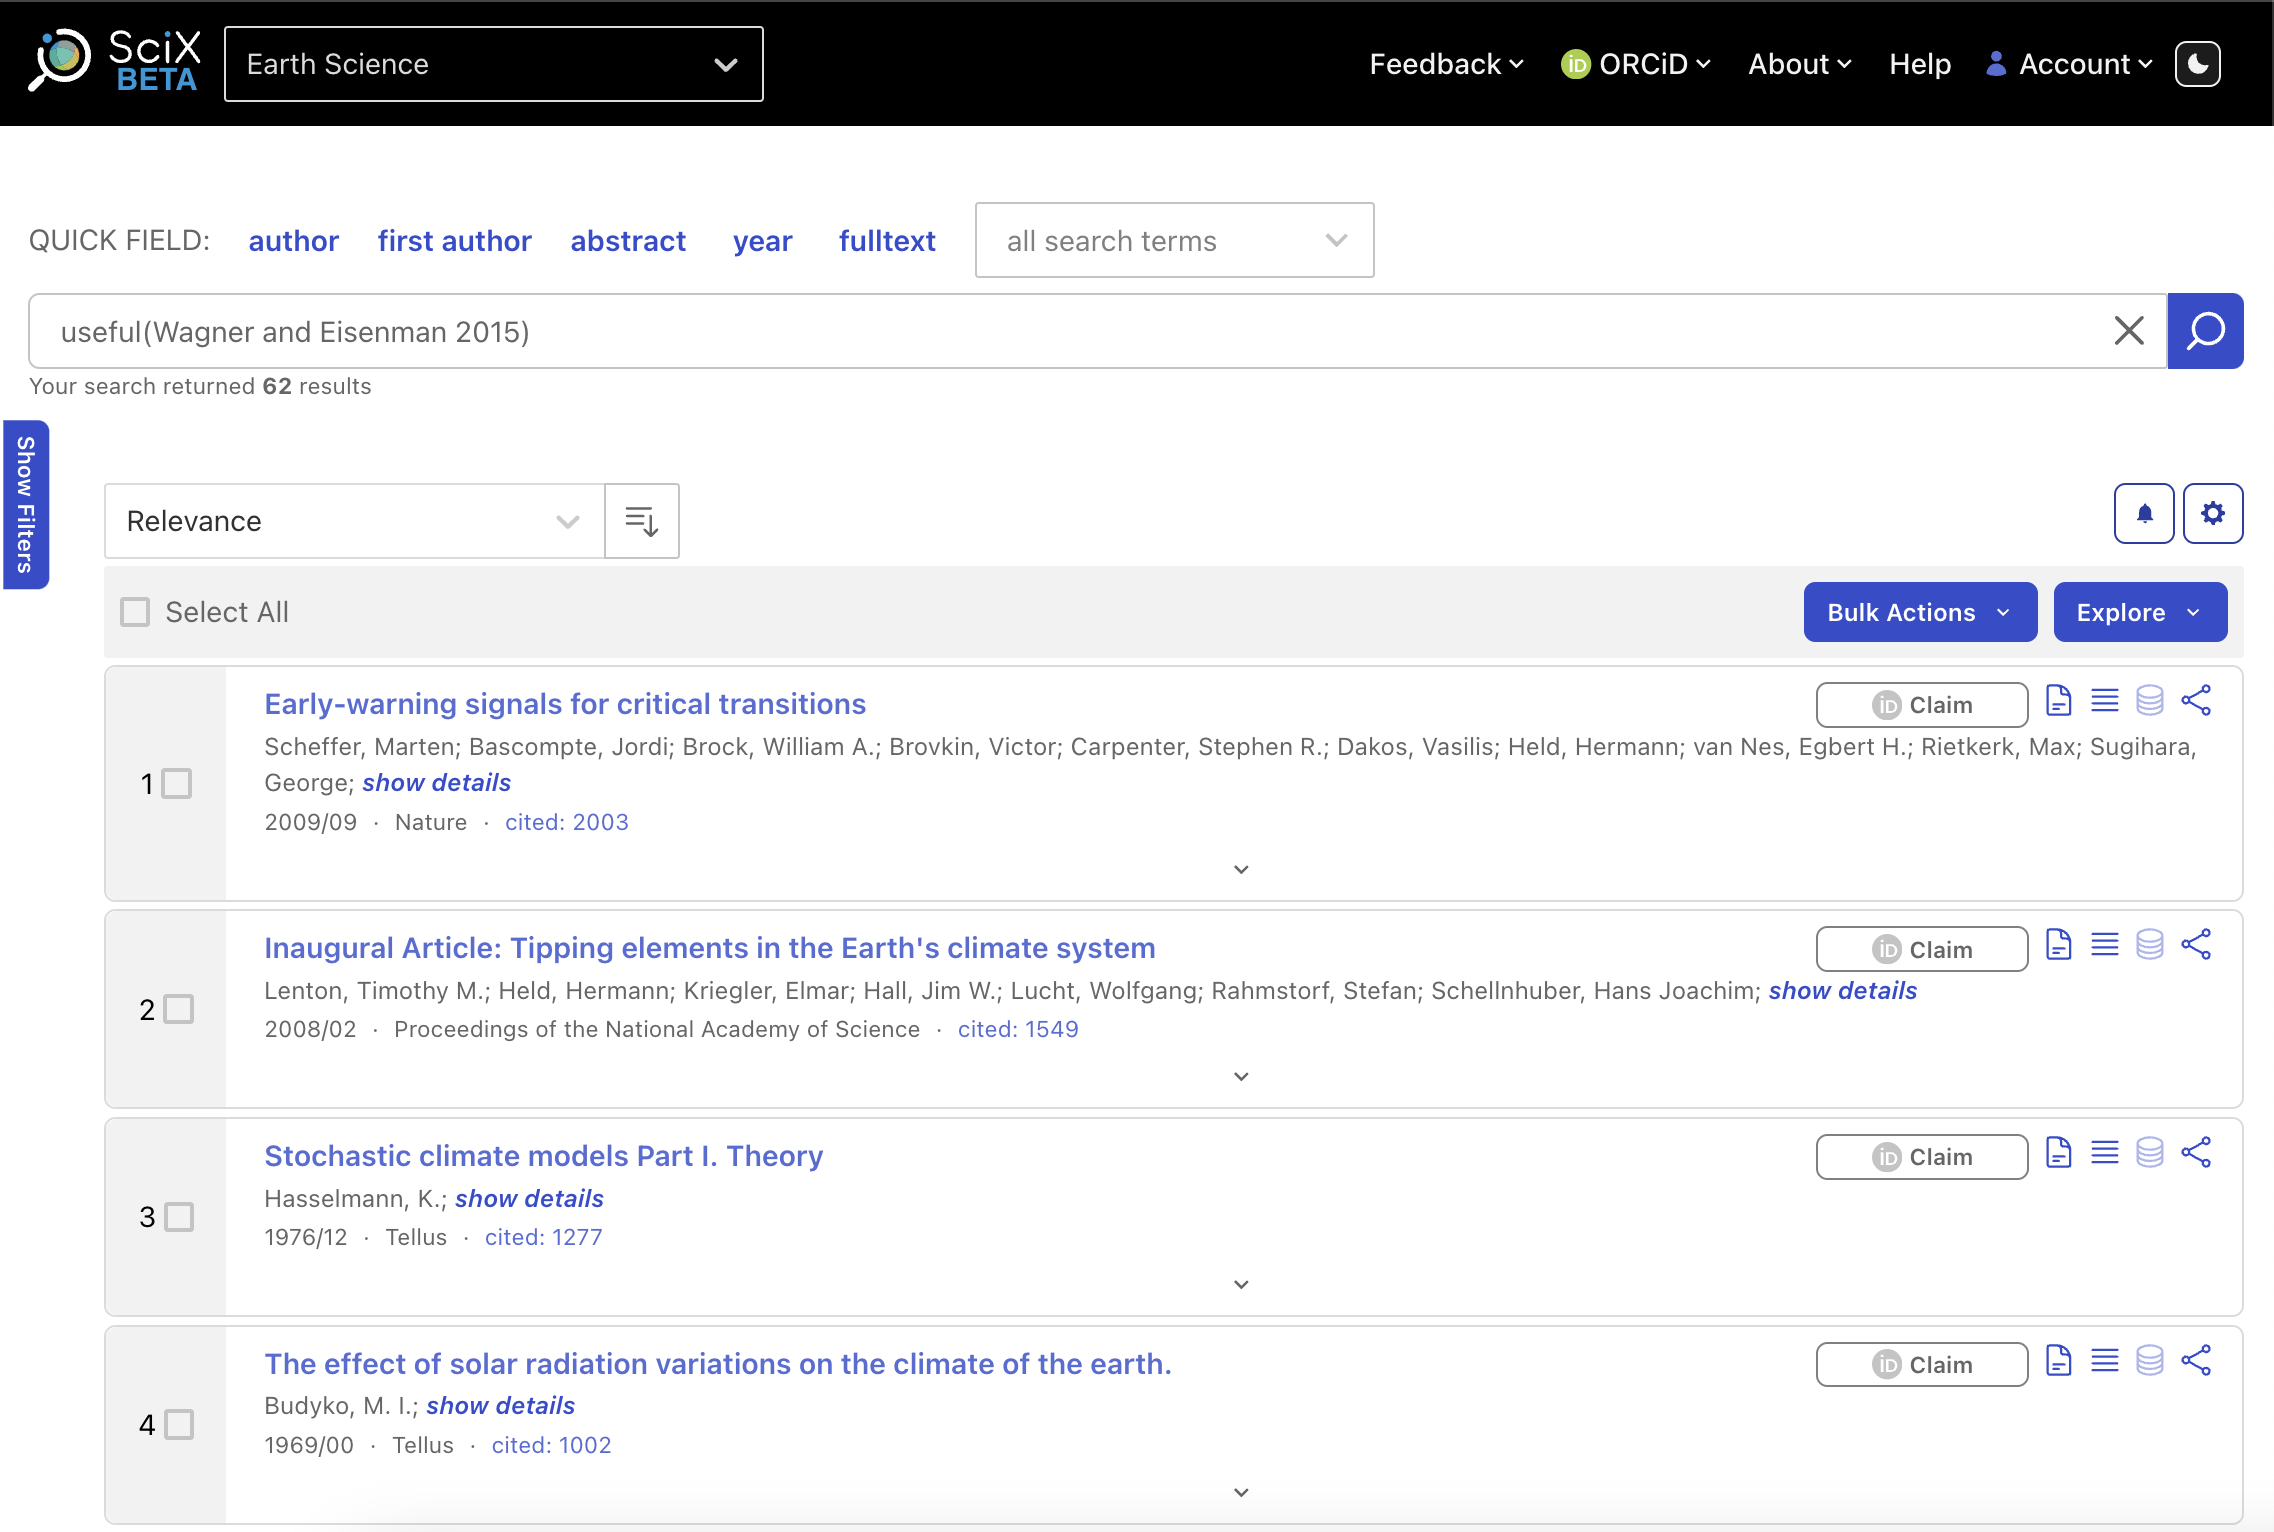 SciX
BETA
Earth Science
Feedback
iD ORCiD
About
Help
Account
QUICK FIELD: author first author abstract year fulltext all search terms
useful(Wagner and Eisenman 2015)
Your search returned 62 results
Show Filters
Relevance
Select All
Bulk Actions
Explore
Early-warning signals for critical transitions
iD Claim
Scheffer, Marten; Bascompte, Jordi; Brock, William A.; Brovkin, Victor; Carpenter, Stephen R.; Dakos, Vasilis; Held, Hermann; van Nes, Egbert H.; Rietkerk, Max; Sugihara,
1
George; show details
2009/09 · Nature · cited: 2003
Inaugural Article: Tipping elements in the Earth's climate system
iD Claim
Lenton, Timothy M.; Held, Hermann; Kriegler, Elmar; Hall, Jim W.; Lucht, Wolfgang; Rahmstorf, Stefan; Schellnhuber, Hans Joachim; show details
2
2008/02 · Proceedings of the National Academy of Science · cited: 1549
Stochastic climate models Part I. Theory
iD Claim
Hasselmann, K.; show details
3
1976/12 · Tellus · cited: 1277
The effect of solar radiation variations on the climate of the earth.
iD Claim
Budyko, M. I.; show details
4
1969/00 · Tellus · cited: 1002